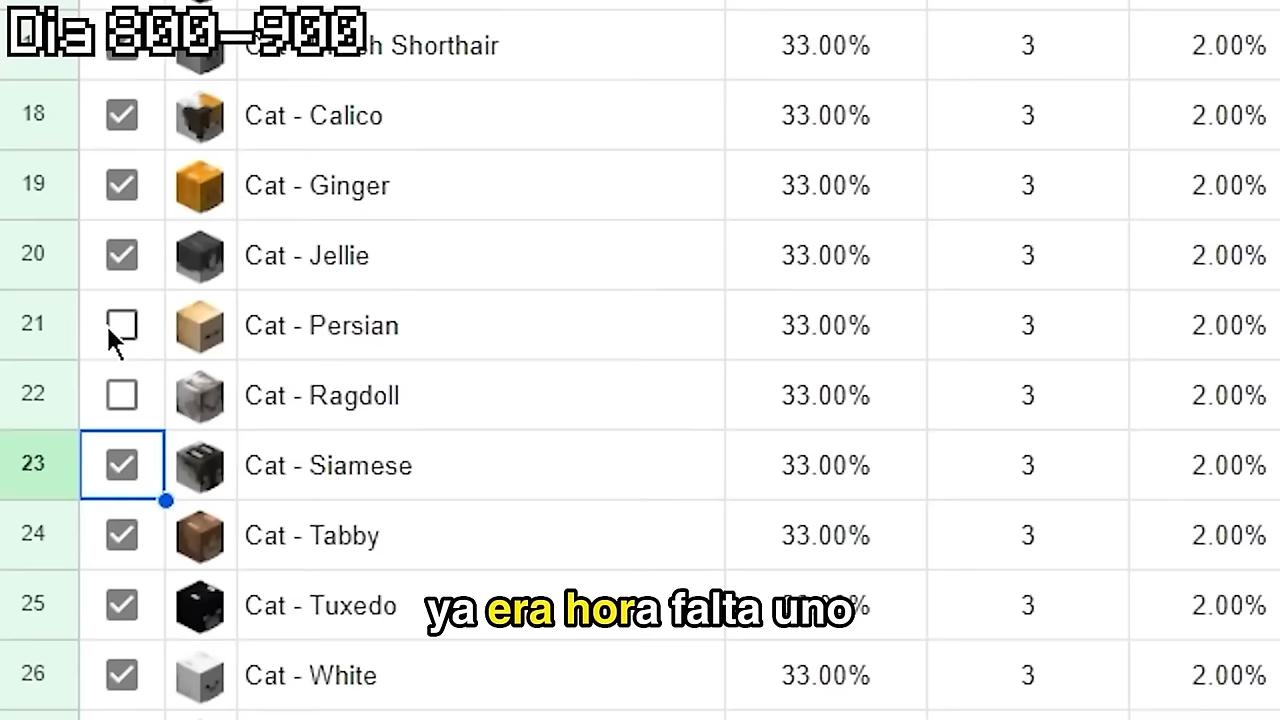 Dia 800-900
Shorthair 33.00% 3 2.00%
18 Cat - Calico 33.00% 3 2.00%
19 Cat - Ginger 33.00% 3 2.00%
20 Cat - Jellie 33.00% 3 2.00%
21 Cat - Persian 33.00% 3 2.00%
22 Cat - Ragdoll 33.00% 3 2.00%
23 Cat - Siamese 33.00% 3 2.00%
24 Cat - Tabby 33.00% 3 2.00%
25 Cat - Tuxedo 3 2.00%
ya era hora falta uno
26 Cat - White 33.00% 3 2.00%